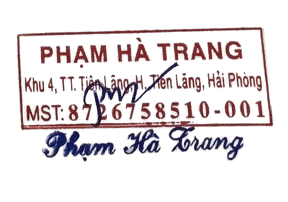 PHẠM HÀ TRANG
Khu 4, TT. Tiên Lãng, H. Tiên Lãng, Hải Phòng
MST: 8726758510-001
Phạm Hà Trang